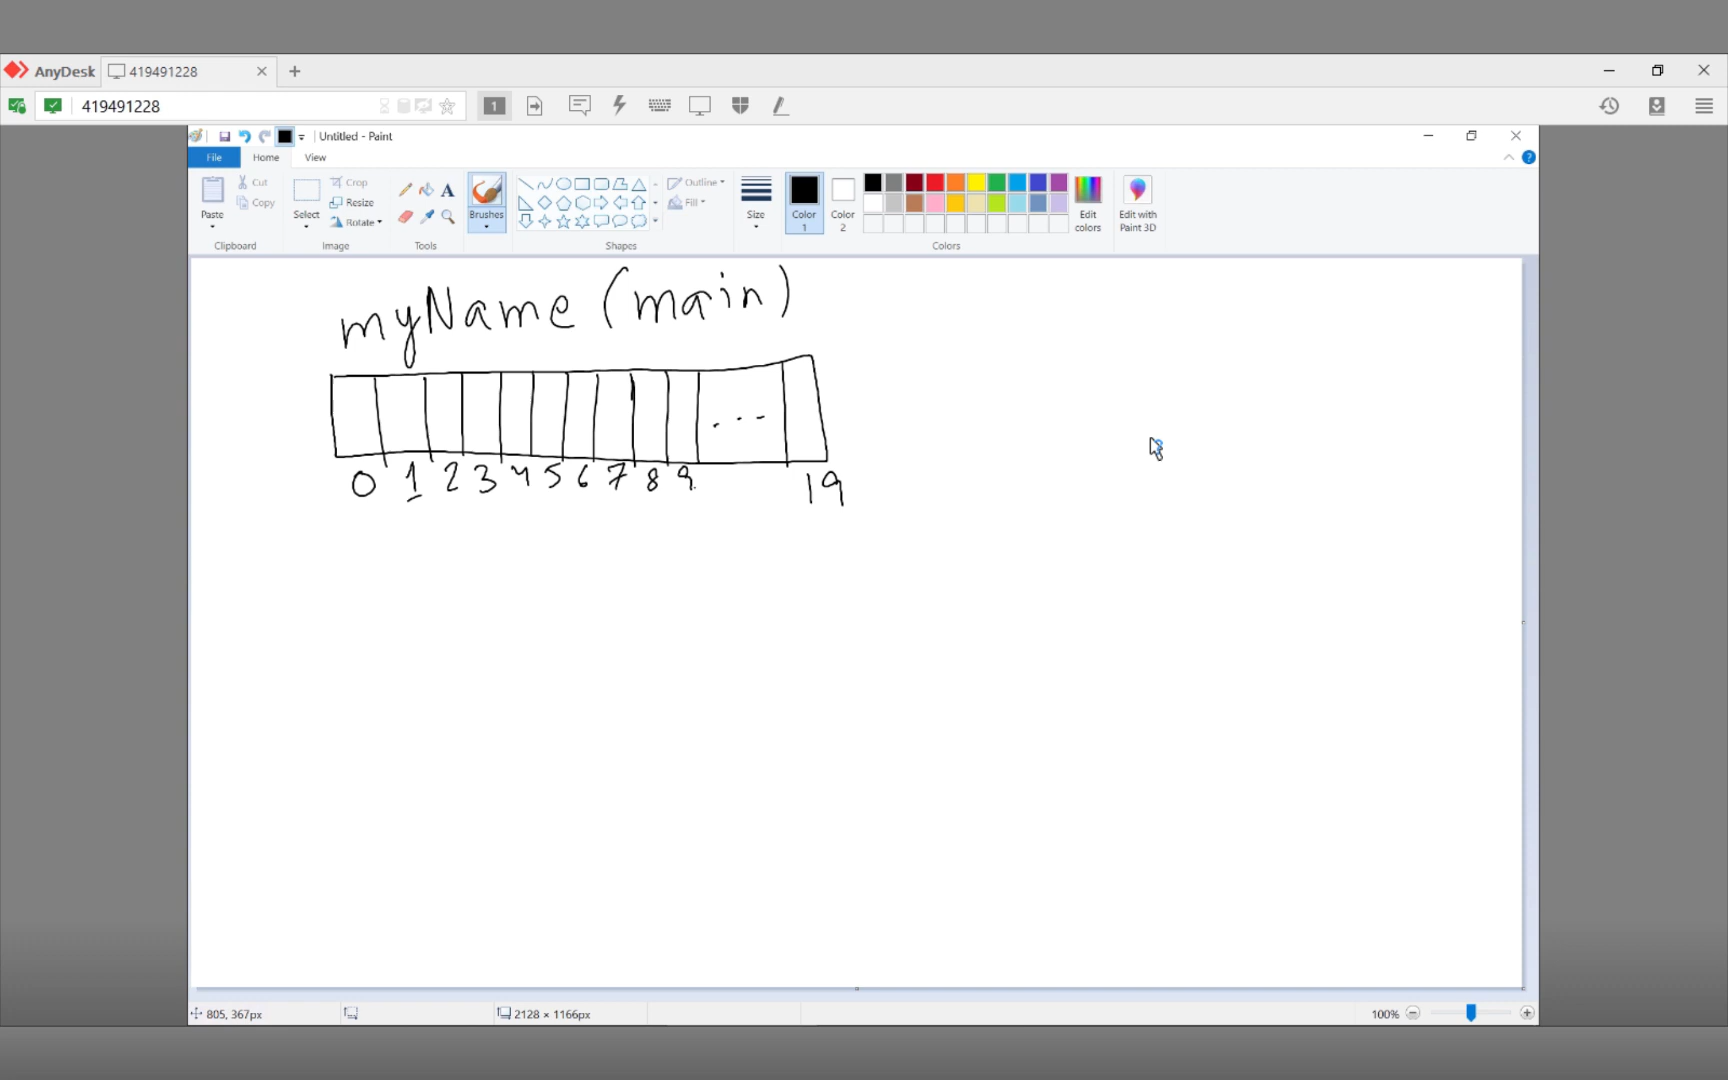 AnyDesk 419491228
419491228 1
Untitled - Paint
File Home View
Paste Cut Copy Select Crop Resize Rotate Brushes Outline Fill Size Color 1 Color 2 Edit colors Edit with Paint 3D
Clipboard Image Tools Shapes Colors
myName (main)
...
0 1 2 3 4 5 6 7 8 9 19
805, 367px 2128 × 1166px 100%